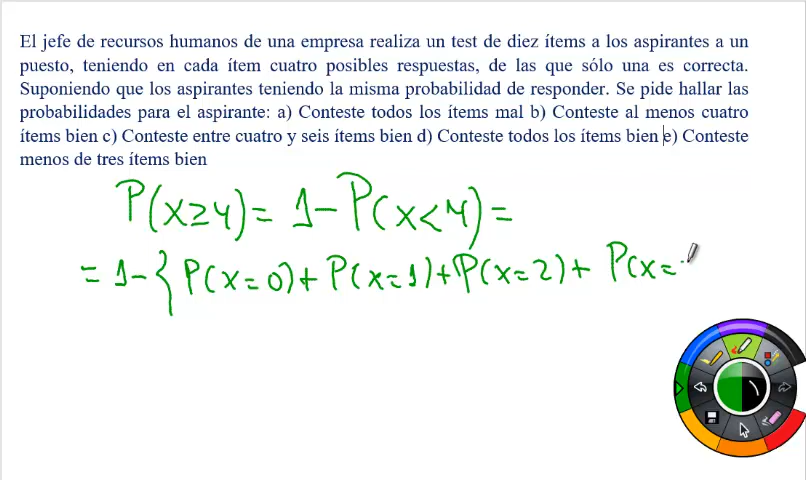 El jefe de recursos humanos de una empresa realiza un test de diez ítems a los aspirantes a un
puesto, teniendo en cada ítem cuatro posibles respuestas, de las que sólo una es correcta.
Suponiendo que los aspirantes teniendo la misma probabilidad de responder. Se pide hallar las
probabilidades para el aspirante: a) Conteste todos los ítems mal b) Conteste al menos cuatro
ítems bien c) Conteste entre cuatro y seis ítems bien d) Conteste todos los ítems bien e) Conteste
menos de tres ítems bien
P(x≥4) = 1 - P(x<4) =
= 1 - { P(x=0) + P(x=1) + P(x=2) + P(x=